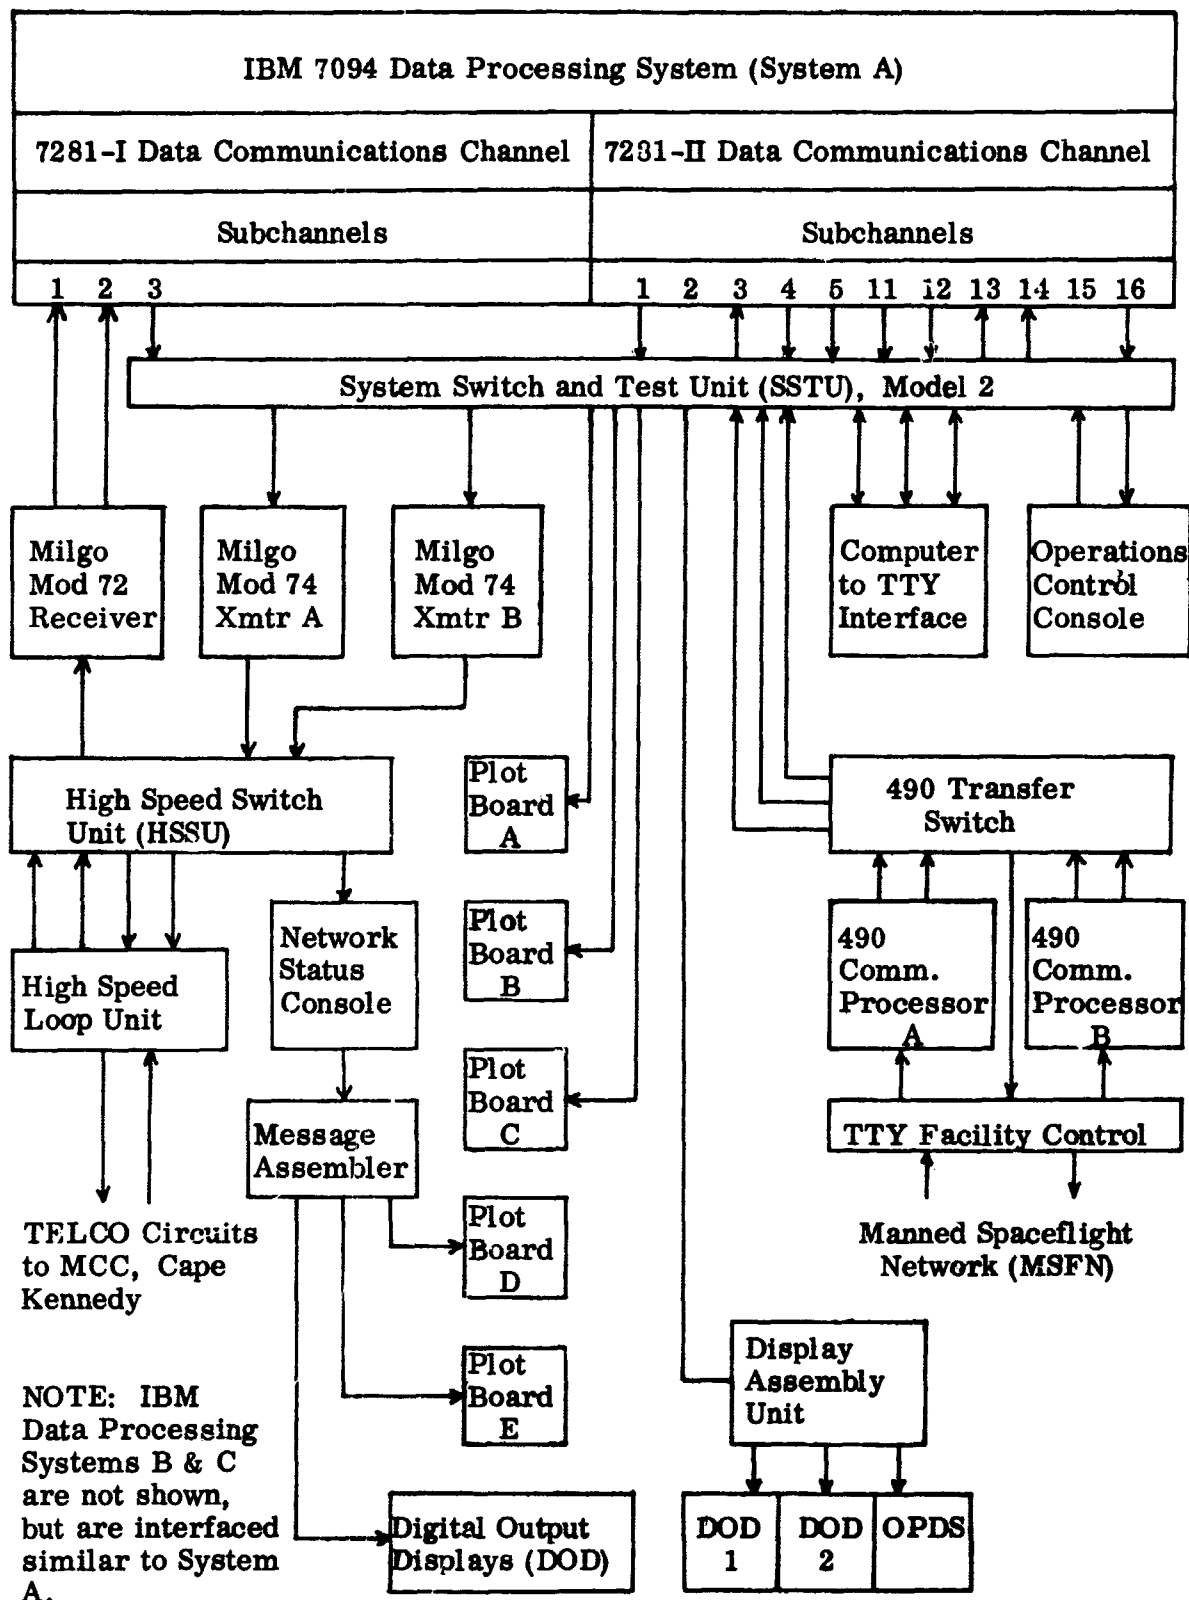 IBM 7094 Data Processing System (System A)
7281-I Data Communications Channel
7281-II Data Communications Channel
Subchannels
Subchannels
1 2 3
1 2 3 4 5 11 12 13 14 15 16
System Switch and Test Unit (SSTU), Model 2
Milgo
Mod 72
Receiver
Milgo
Mod 74
Xmtr A
Milgo
Mod 74
Xmtr B
Computer
to TTY
Interface
Operations
Control
Console
High Speed Switch
Unit (HSSU)
Plot
Board
A
490 Transfer
Switch
High Speed
Loop Unit
Network
Status
Console
Plot
Board
B
490
Comm.
Processor
A
490
Comm.
Processor
B
Message
Assembler
Plot
Board
C
TTY Facility Control
TELCO Circuits
to MCC, Cape
Kennedy
Plot
Board
D
Manned Spaceflight
Network (MSFN)
Plot
Board
E
Display
Assembly
Unit
NOTE: IBM
Data Processing
Systems B & C
are not shown,
but are interfaced
similar to System
A.
Digital Output
Displays (DOD)
DOD
1
DOD
2
OPDS